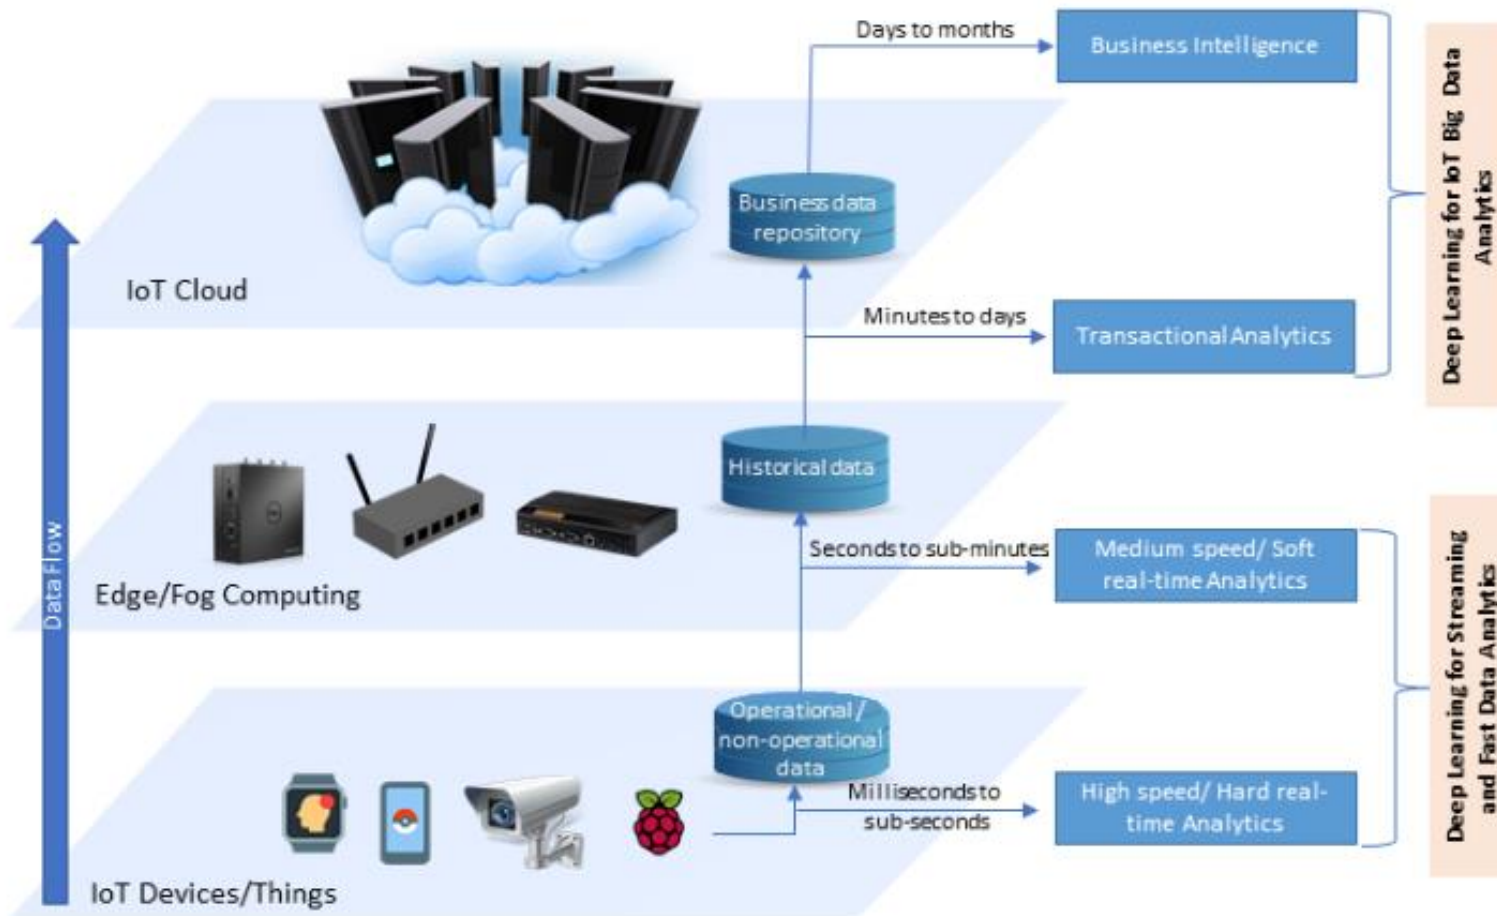 Days to months
Business Intelligence
Deep Learning for IoT Big Data
Analytics
Business data
repository
IoT Cloud
Minutes to days
Transactional Analytics
Historical data
Seconds to sub-minutes
Medium speed/ Soft
real-time Analytics
Edge/Fog Computing
Data Flow
Deep Learning for Streaming
and Fast Data Analytics
Operational /
non-operational
data
Milliseconds to
sub-seconds
High speed/ Hard real-
time Analytics
IoT Devices/Things